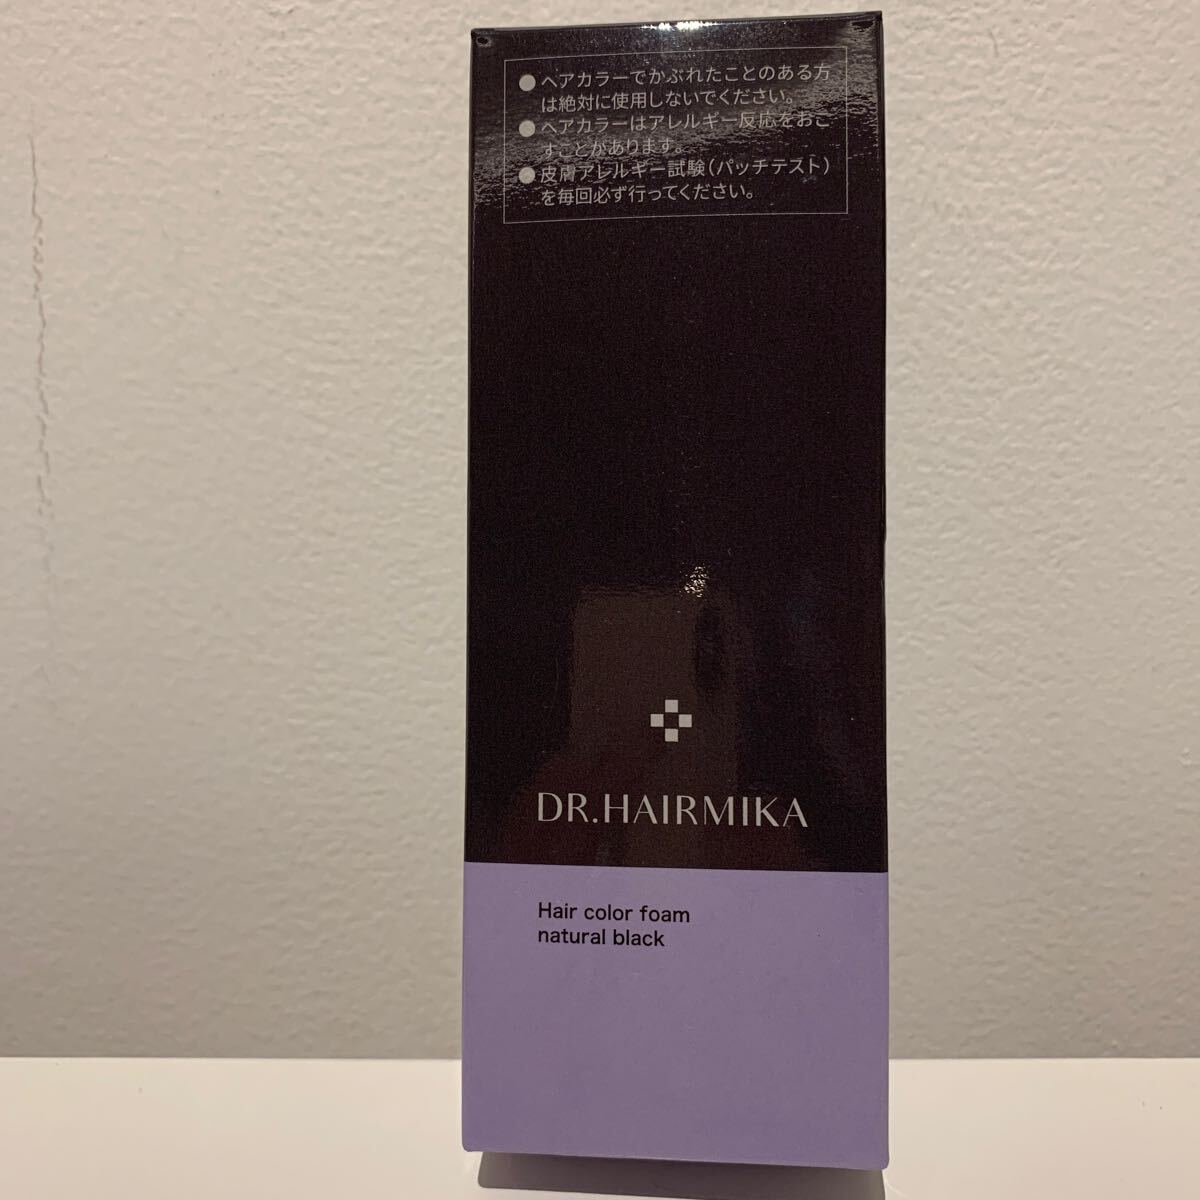 ●ヘアカラーでかぶれたことのある方
は絶対に使用しないでください。
●ヘアカラーはアレルギー反応をおこ
すことがあります。
●皮膚アレルギー試験(パッチテスト)
を毎回必ず行ってください。
DR.HAIRMIKA
Hair color foam
natural black